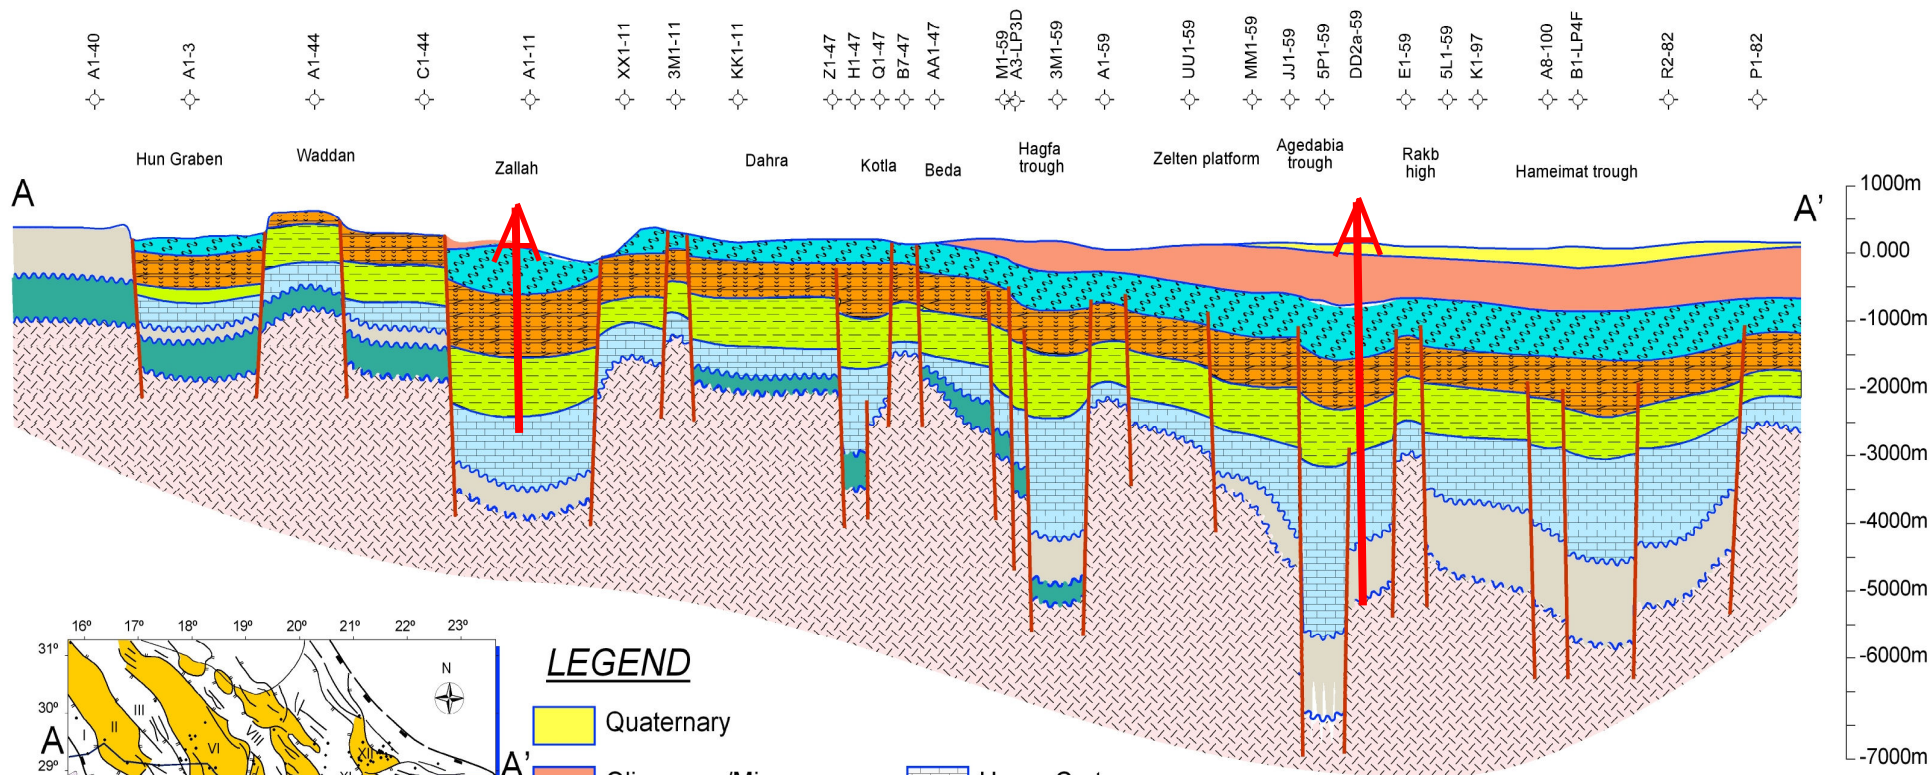 A1-40
A1-3
A1-44
C1-44
A1-11
XX1-11
3M1-11
KK1-11
Z1-47
H1-47
Q1-47
B7-47
AA1-47
M1-59
A3-LP3D
3M1-59
A1-59
UU1-59
MM1-59
JJ1-59
5P1-59
DD2a-59
E1-59
5L1-59
K1-97
A8-100
B1-LP4F
R2-82
P1-82
Hun Graben
Waddan
Zallah
Dahra
Kotla
Beda
Hagfa
trough
Zelten platform
Agedabia
trough
Rakb
high
Hameimat trough
A
A'
1000m
0.000
-1000m
-2000m
-3000m
-4000m
-5000m
-6000m
-7000m
16º 17º 18º 19º 20º 21º 22º 23º
31º
30º
29º
N
I
II
III
VI
VIII
XII
A
A'
LEGEND
Quaternary